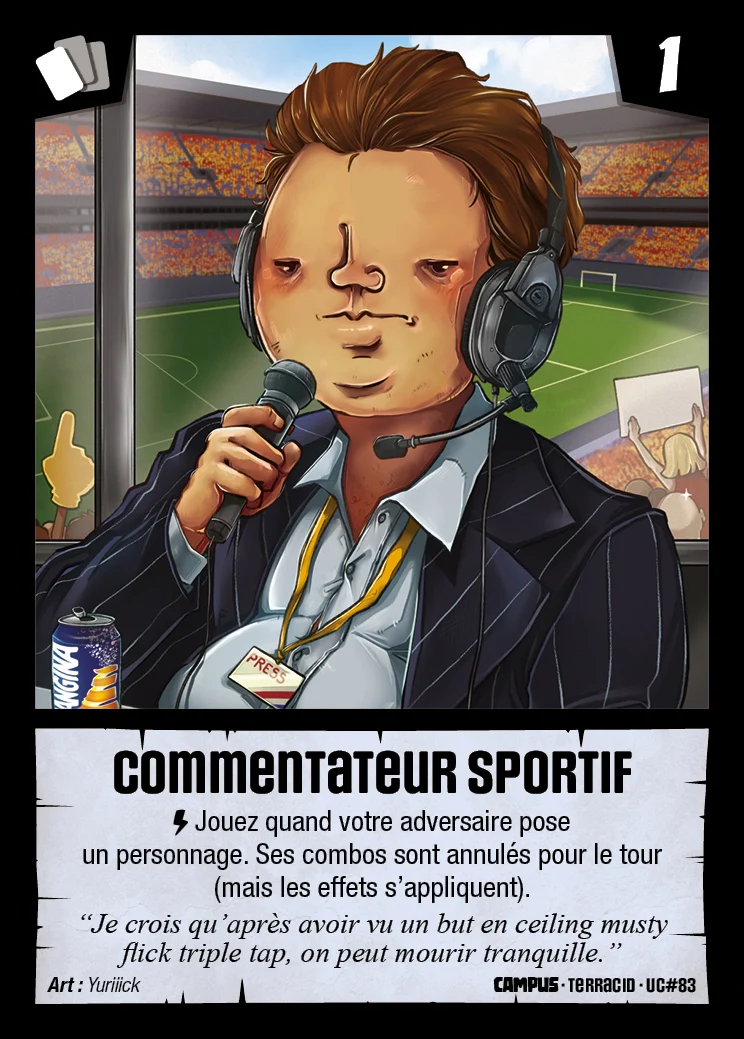 1
PRESS
ANGINA
COMMENTATEUR SPORTIF
Jouez quand votre adversaire pose
un personnage. Ses combos sont annulés pour le tour
(mais les effets s’appliquent).
“Je crois qu’après avoir vu un but en ceiling musty
flick triple tap, on peut mourir tranquille.”
Art : Yuriiick
CAMPUS · TERRACID · UC#83